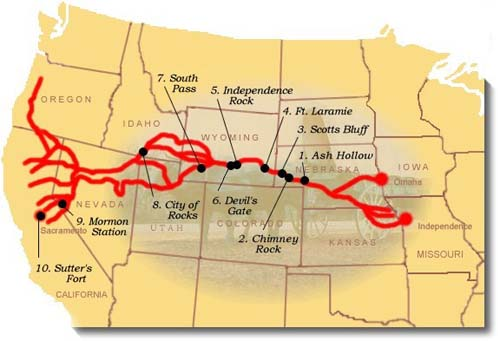 7. South
Pass
5. Independence
Rock
OREGON
IDAHO
WYOMING
4. Ft. Laramie
3. Scotts Bluff
1. Ash Hollow
NEBRASKA
IOWA
Omaha
8. City of
Rocks
6. Devil's
Gate
NEVADA
9. Mormon
Station
UTAH
COLORADO
2. Chimney
Rock
KANSAS
Independence
MISSOURI
Sacramento
10. Sutter's
Fort
CALIFORNIA